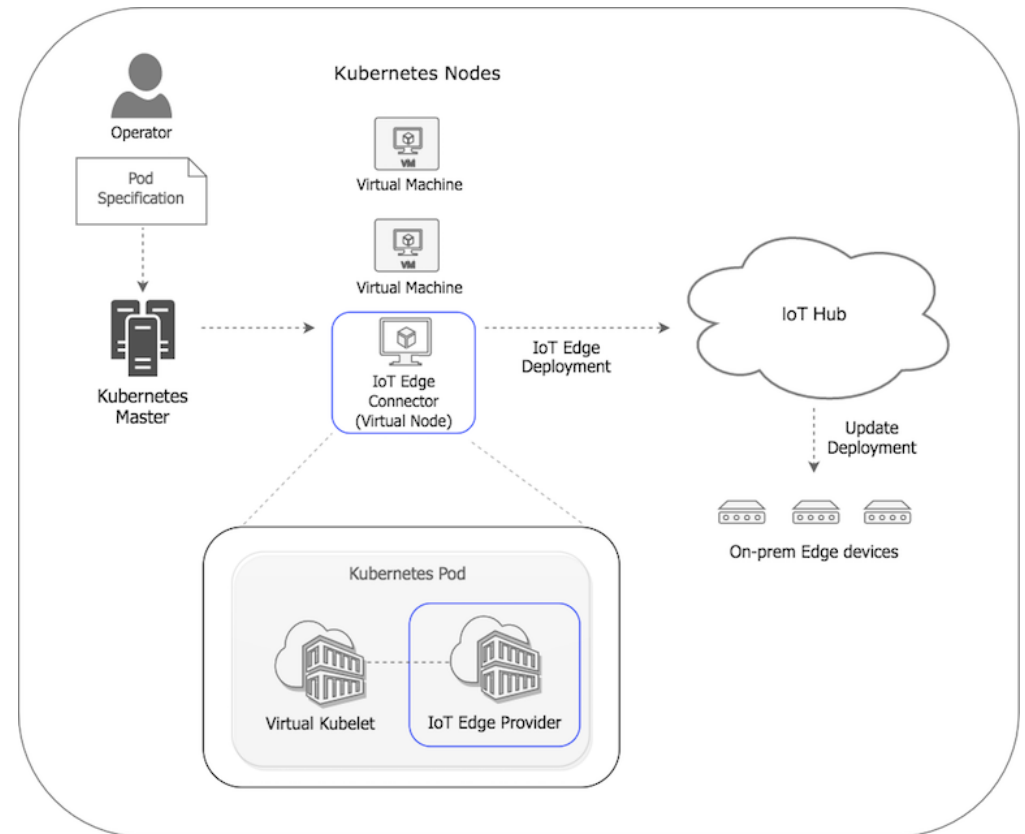 Kubernetes Nodes
Operator
Pod
Specification
VM
Virtual Machine
VM
Virtual Machine
Kubernetes
Master
IoT Edge
Connector
(Virtual Node)
IoT Edge
Deployment
IoT Hub
Update
Deployment
On-prem Edge devices
Kubernetes Pod
Virtual Kubelet
IoT Edge Provider